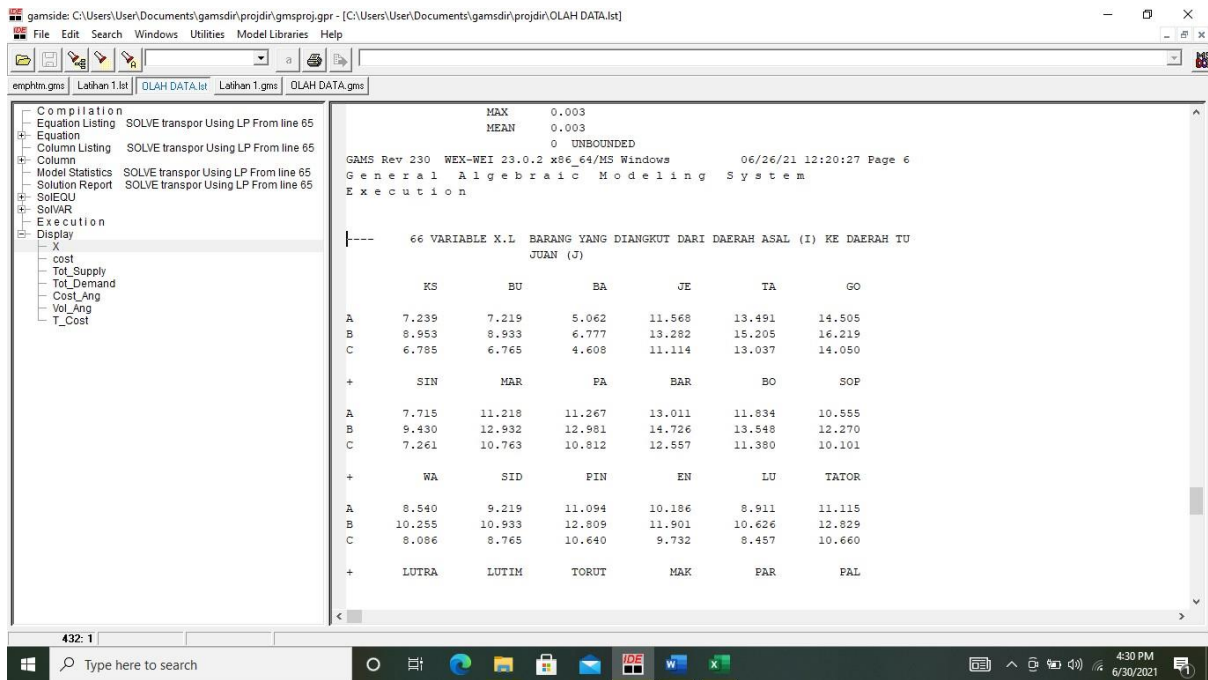 gamside: C:\Users\User\Documents\gamsdir\projdir\gmsproj.gpr - [C:\Users\User\Documents\gamsdir\projdir\OLAH DATA.lst]
IDE File Edit Search Windows Utilities Model Libraries Help
a
emphtm.gms Latihan 1.lst OLAH DATA.lst Latihan 1.gms OLAH DATA.gms
Compilation
Equation Listing SOLVE transpor Using LP From line 65
Equation
Column Listing SOLVE transpor Using LP From line 65
Column
Model Statistics SOLVE transpor Using LP From line 65
Solution Report SOLVE transpor Using LP From line 65
SolEQU
SolVAR
Execution
Display
X
cost
Tot_Supply
Tot_Demand
Cost_Ang
Vol_Ang
T_Cost
MAX 0.003
MEAN 0.003
0 UNBOUNDED
GAMS Rev 230 WEX-WEI 23.0.2 x86_64/MS Windows 06/26/21 12:20:27 Page 6
G e n e r a l A l g e b r a i c M o d e l i n g S y s t e m
E x e c u t i o n
---- 66 VARIABLE X.L BARANG YANG DIANGKUT DARI DAERAH ASAL (I) KE DAERAH TU
JUAN (J)
KS BU BA JE TA GO
A 7.239 7.219 5.062 11.568 13.491 14.505
B 8.953 8.933 6.777 13.282 15.205 16.219
C 6.785 6.765 4.608 11.114 13.037 14.050
+ SIN MAR PA BAR BO SOP
A 7.715 11.218 11.267 13.011 11.834 10.555
B 9.430 12.932 12.981 14.726 13.548 12.270
C 7.261 10.763 10.812 12.557 11.380 10.101
+ WA SID PIN EN LU TATOR
A 8.540 9.219 11.094 10.186 8.911 11.115
B 10.255 10.933 12.809 11.901 10.626 12.829
C 8.086 8.765 10.640 9.732 8.457 10.660
+ LUTRA LUTIM TORUT MAK PAR PAL
432: 1
Type here to search
IDE
4:30 PM
6/30/2021